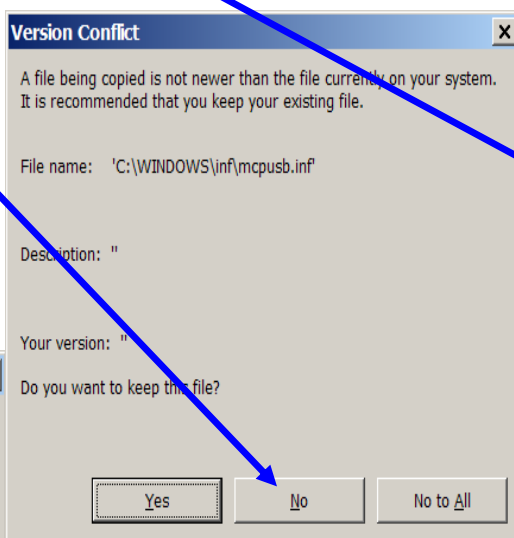 Version Conflict
A file being copied is not newer than the file currently on your system.
It is recommended that you keep your existing file.
File name: 'C:\WINDOWS\inf\mcpusb.inf'
Description: ''
Your version: ''
Do you want to keep this file?
Yes
No
No to All